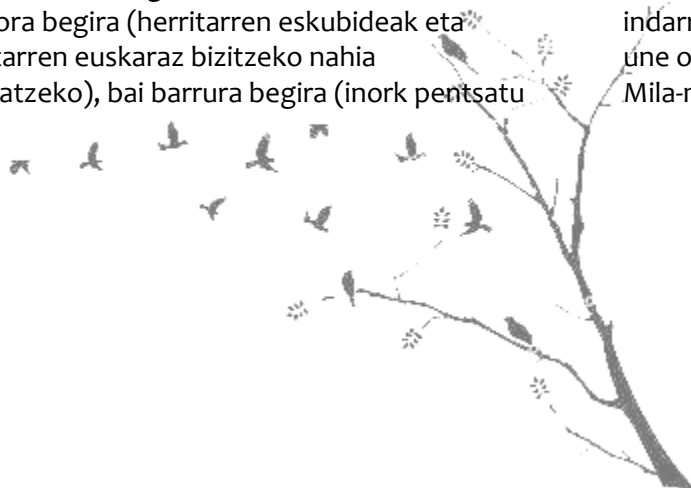 ora begira (herritarren eskubideak eta
tarren euskaraz bizitzeko nahia
atzeko), bai barrura begira (inork pentsatu
indarr
une o
Mila-m